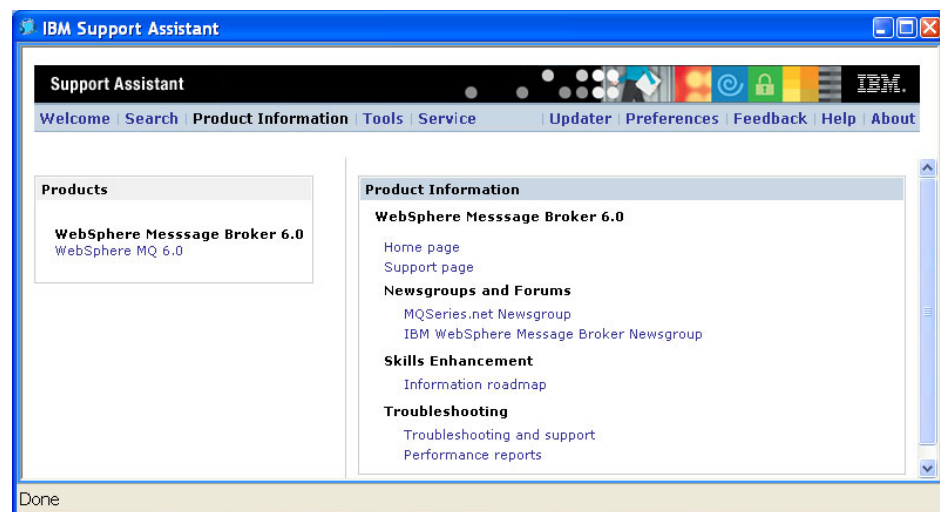 IBM Support Assistant
Support Assistant
IBM.
Welcome | Search | Product Information | Tools | Service | Updater | Preferences | Feedback | Help | About
Products
WebSphere Messsage Broker 6.0
WebSphere MQ 6.0
Product Information
WebSphere Messsage Broker 6.0
Home page
Support page
Newsgroups and Forums
MQSeries.net Newsgroup
IBM WebSphere Message Broker Newsgroup
Skills Enhancement
Information roadmap
Troubleshooting
Troubleshooting and support
Performance reports
Done